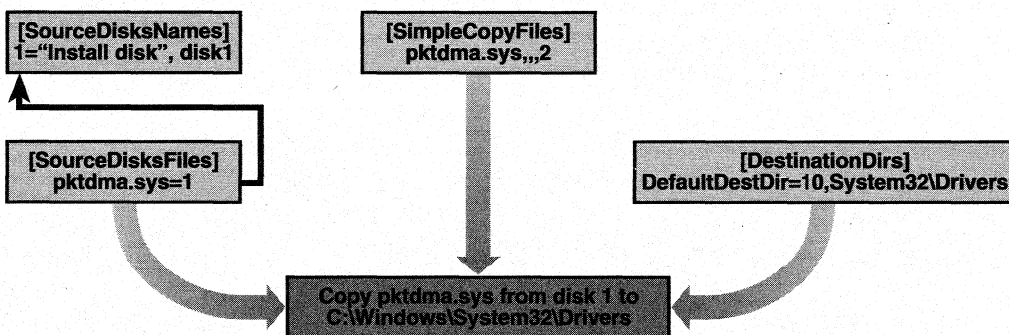 [SourceDisksNames]
1=“Install disk”, disk1
[SimpleCopyFiles]
pktdma.sys,,,2
[SourceDisksFiles]
pktdma.sys=1
[DestinationDirs]
DefaultDestDir=10,System32\Drivers
Copy pktdma.sys from disk 1 to
C:\Windows\System32\Drivers